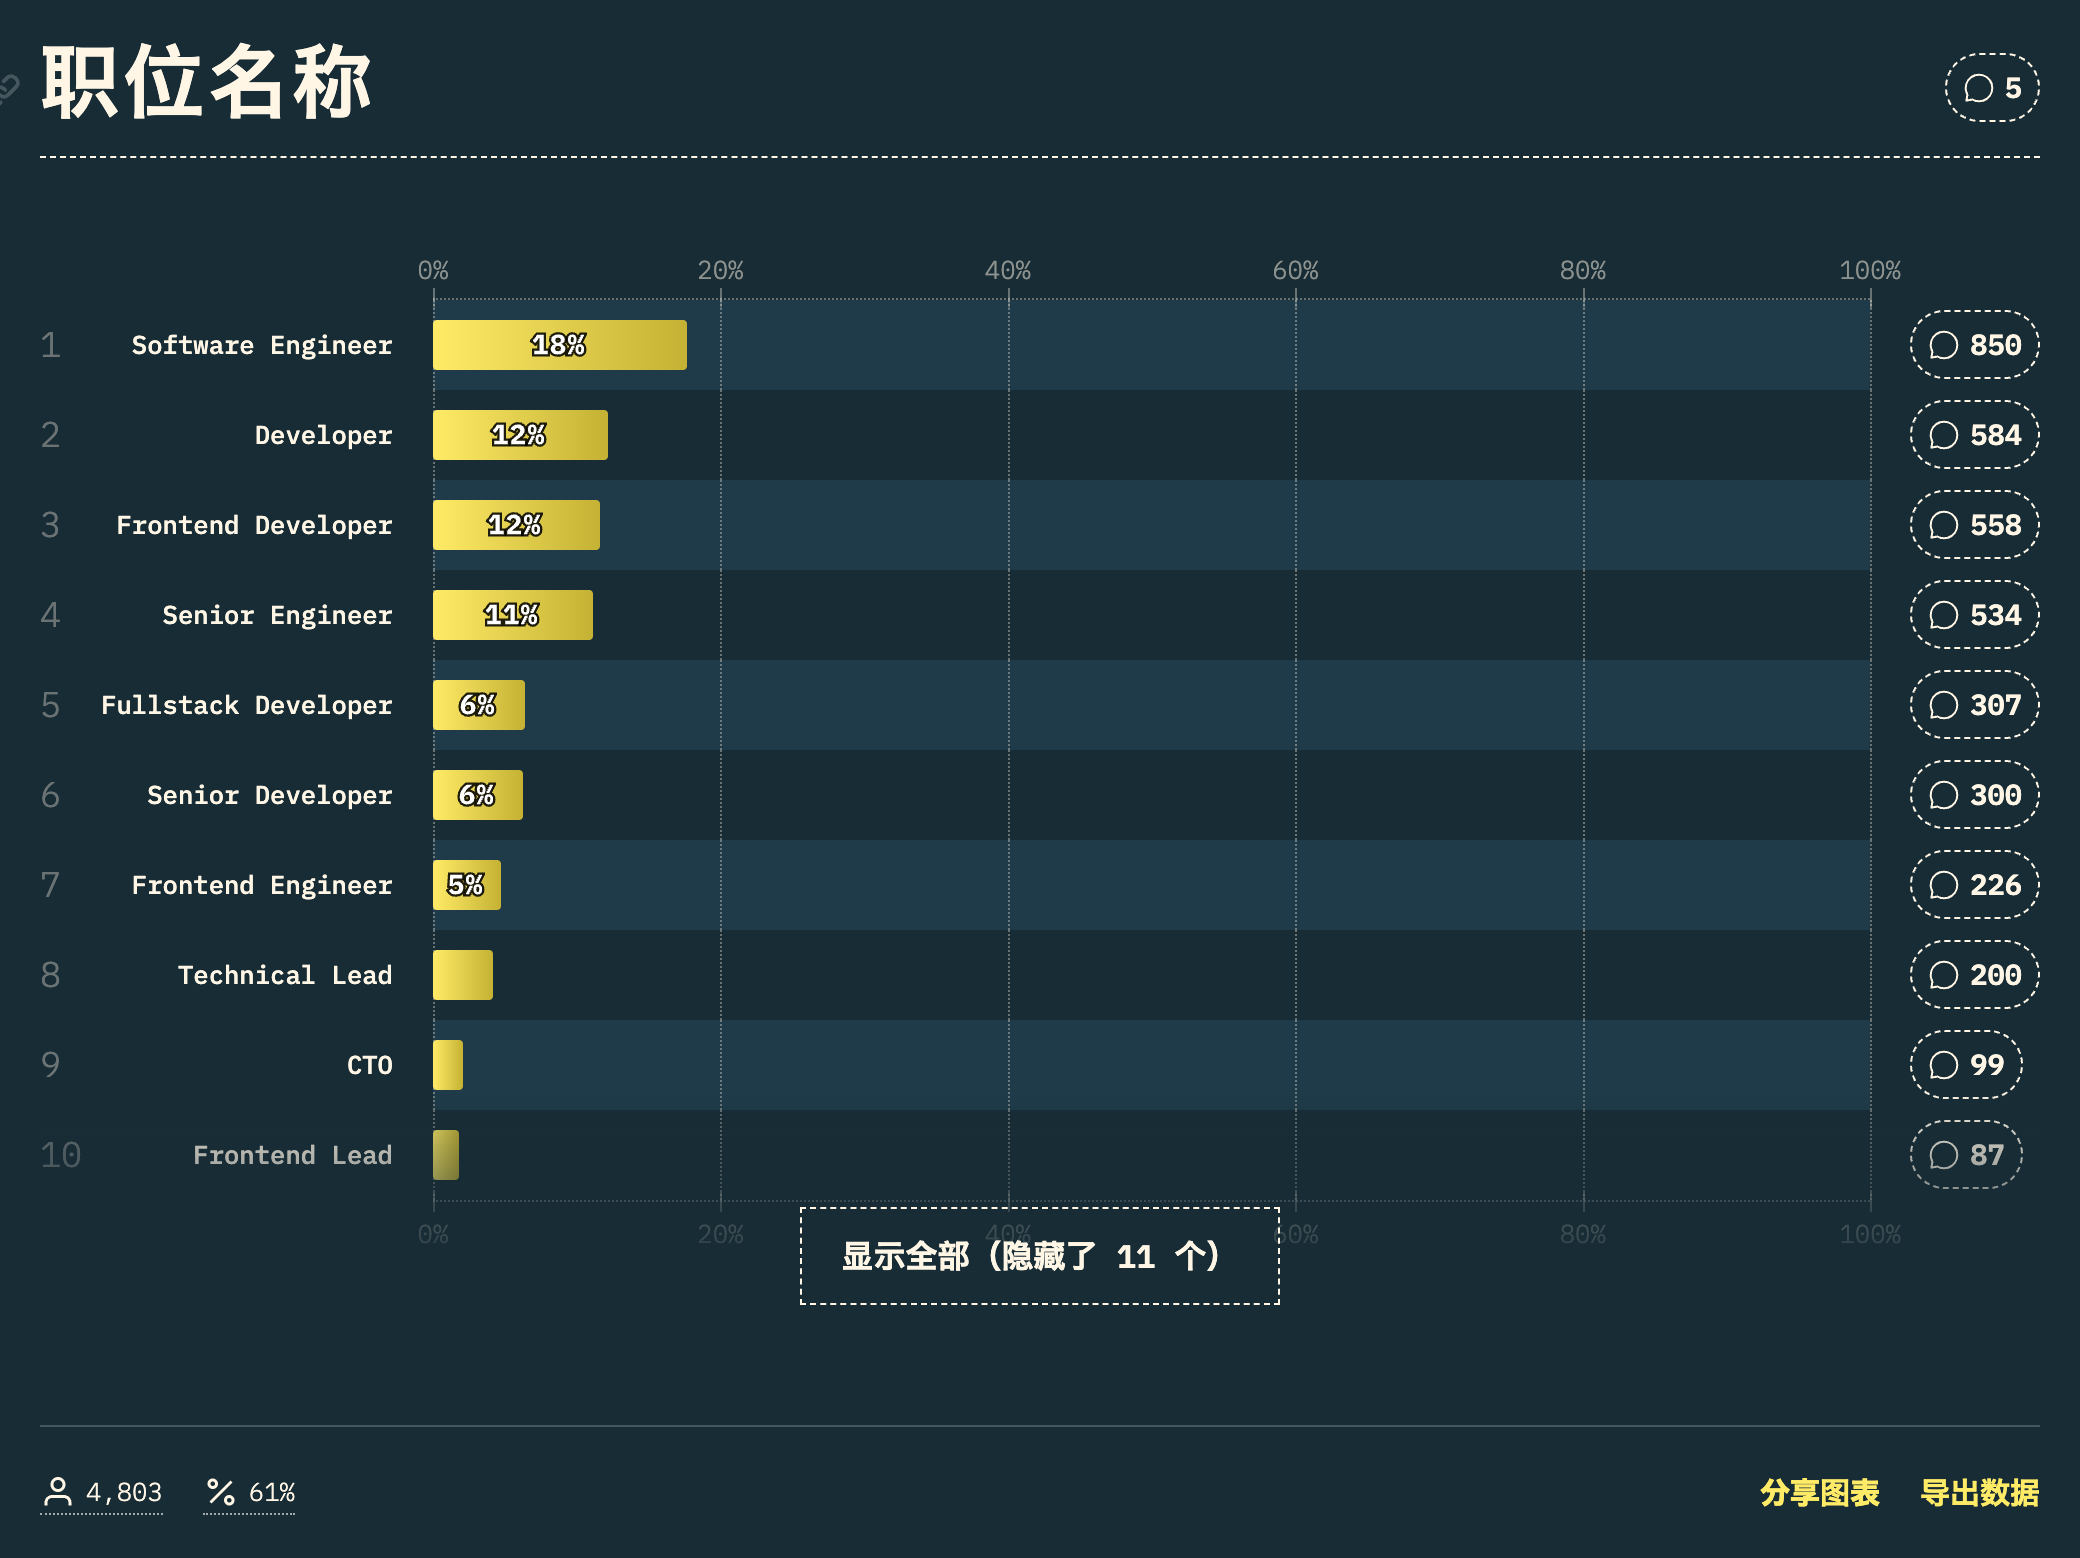 职位名称
5
0% 20% 40% 60% 80% 100%
1 Software Engineer 18% 850
2 Developer 12% 584
3 Frontend Developer 12% 558
4 Senior Engineer 11% 534
5 Fullstack Developer 6% 307
6 Senior Developer 6% 300
7 Frontend Engineer 5% 226
8 Technical Lead 200
9 CTO 99
10 Frontend Lead 87
0% 20% 40% 60% 80% 100%
显示全部（隐藏了 11 个）
4,803 61% 分享图表 导出数据